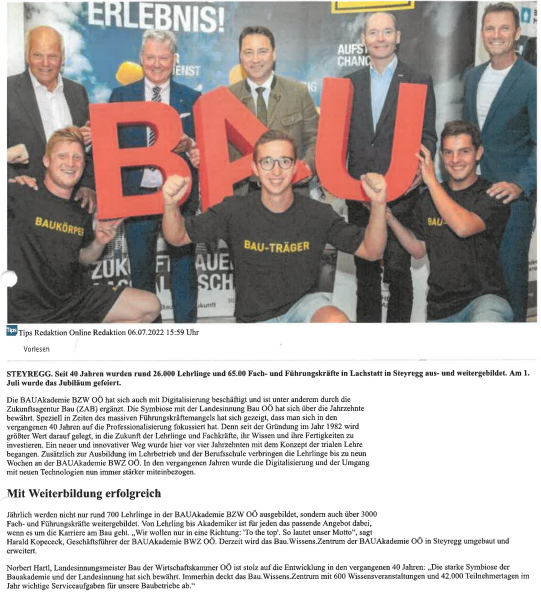 ERLEBNIS!
DIENST
AUFST
CHANC
BAU
BAUKÖRPER
BAU-TRÄGER
BAU-
ZUK
AUE
SCH
Tips Tips Redaktion Online Redaktion 06.07.2022 15:59 Uhr
Vorlesen
STEYREGG. Seit 40 Jahren wurden rund 26.000 Lehrlinge und 65.00 Fach- und Führungskräfte in Lachstatt in Steyregg aus- und weitergebildet. Am 1.
Juli wurde das Jubiläum gefeiert.
Die BAUAkademie BZW OÖ hat sich auch mit Digitalisierung beschäftigt und ist unter anderem durch die
Zukunftsagentur Bau (ZAB) ergänzt. Die Symbiose mit der Landesinnung Bau OÖ hat sich über die Jahrzehnte
bewährt. Speziell in Zeiten des massiven Führungskräftemangels hat sich gezeigt, dass man sich in den
vergangenen 40 Jahren auf die Professionalisierung fokussiert hat. Denn seit der Gründung im Jahr 1982 wird
größter Wert darauf gelegt, in die Zukunft der Lehrlinge und Fachkräfte, ihr Wissen und ihre Fertigkeiten zu
investieren. Ein neuer und innovativer Weg wurde hier vor vier Jahrzehnten mit dem Konzept der trialen Lehre
begangen. Zusätzlich zur Ausbildung im Lehrbetrieb und der Berufsschule verbringen die Lehrlinge bis zu neun
Wochen an der BAUAkademie BWZ OÖ. In den vergangenen Jahren wurde die Digitalisierung und der Umgang
mit neuen Technologien nun immer stärker miteinbezogen.
Mit Weiterbildung erfolgreich
Jährlich werden nicht nur rund 700 Lehrlinge in der BAUAkademie BZW OÖ ausgebildet, sondern auch über 3000
Fach- und Führungskräfte weitergebildet. Von Lehrling bis Akademiker ist für jeden das passende Angebot dabei,
wenn es um die Karriere am Bau geht. „Wir wollen nur in eine Richtung: 'To the top'. So lautet unser Motto“, sagt
Harald Kopececk, Geschäftsführer der BAUAkademie BWZ OÖ. Derzeit wird das Bau.Wissens.Zentrum der BAUAkademie OÖ in Steyregg umgebaut und
erweitert.
Norbert Hartl, Landesinnungsmeister Bau der Wirtschaftskammer OÖ ist stolz auf die Entwicklung in den vergangenen 40 Jahren: „Die starke Symbiose der
Bauakademie und der Landesinnung hat sich bewährt. Immerhin deckt das Bau.Wissens.Zentrum mit 600 Wissensveranstaltungen und 42.000 Teilnehmertagen im
Jahr wichtige Serviceaufgaben für unsere Baubetriebe ab.“